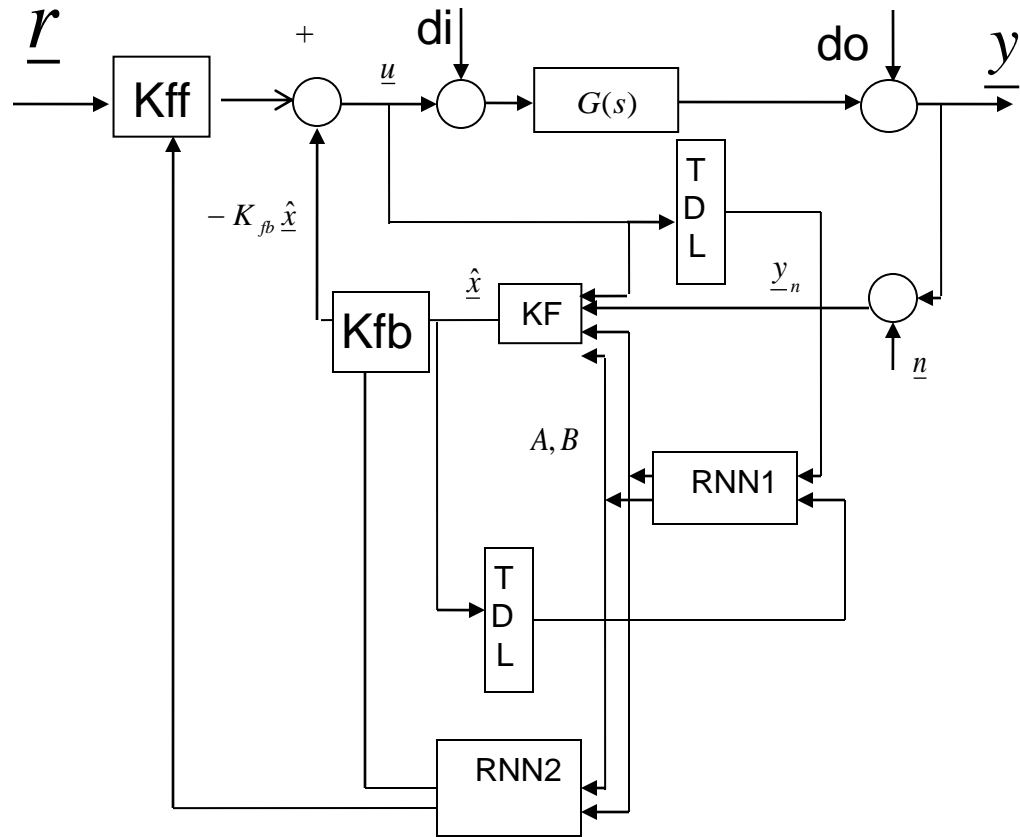 r
di
do
y
+
u
Kff
G(s)
T
D
L
− K_fb x̂
x̂
y_n
KF
Kfb
n
A, B
RNN1
T
D
L
RNN2